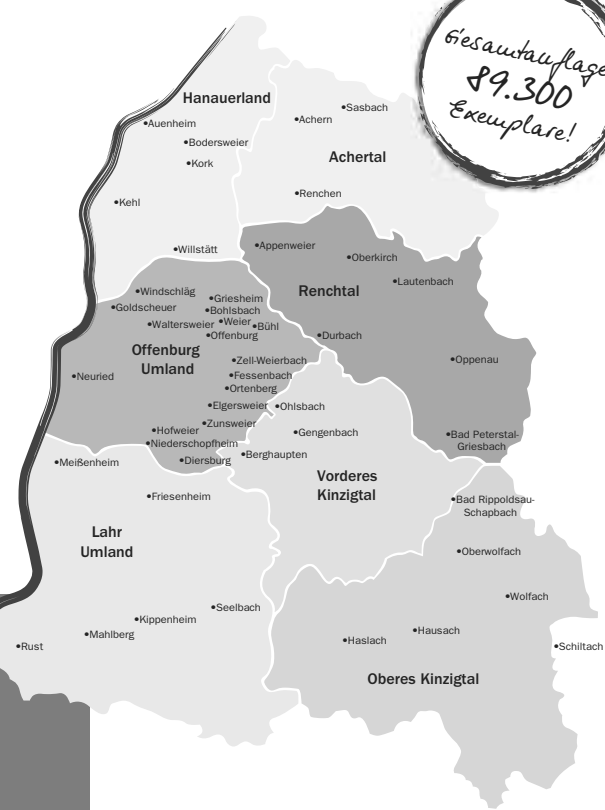 Gesamtauflage
89.300
Exemplare!
Hanauerland
•Auenheim
•Bodersweier
•Kork
•Kehl
•Willstätt
•Sasbach
•Achern
Achertal
•Renchen
•Appenweier
•Oberkirch
•Lautenbach
Renchtal
•Durbach
•Oppenau
•Bad Peterstal-
Griesbach
•Windschläg
•Goldscheuer
•Griesheim
•Bohlsbach
•Waltersweier
•Weier
•Bühl
•Offenburg
Offenburg
Umland
•Zell-Weierbach
•Neuried
•Fessenbach
•Ortenberg
•Elgersweier
•Zunsweier
•Hofweier
•Niederschopfheim
•Diersburg
•Ohlsbach
•Gengenbach
•Berghaupten
Vorderes
Kinzigtal
•Meißenheim
•Friesenheim
Lahr
Umland
•Seelbach
•Kippenheim
•Mahlberg
•Rust
•Bad Rippoldsau-
Schapbach
•Oberwolfach
•Wolfach
•Hausach
•Haslach
•Schiltach
Oberes Kinzigtal